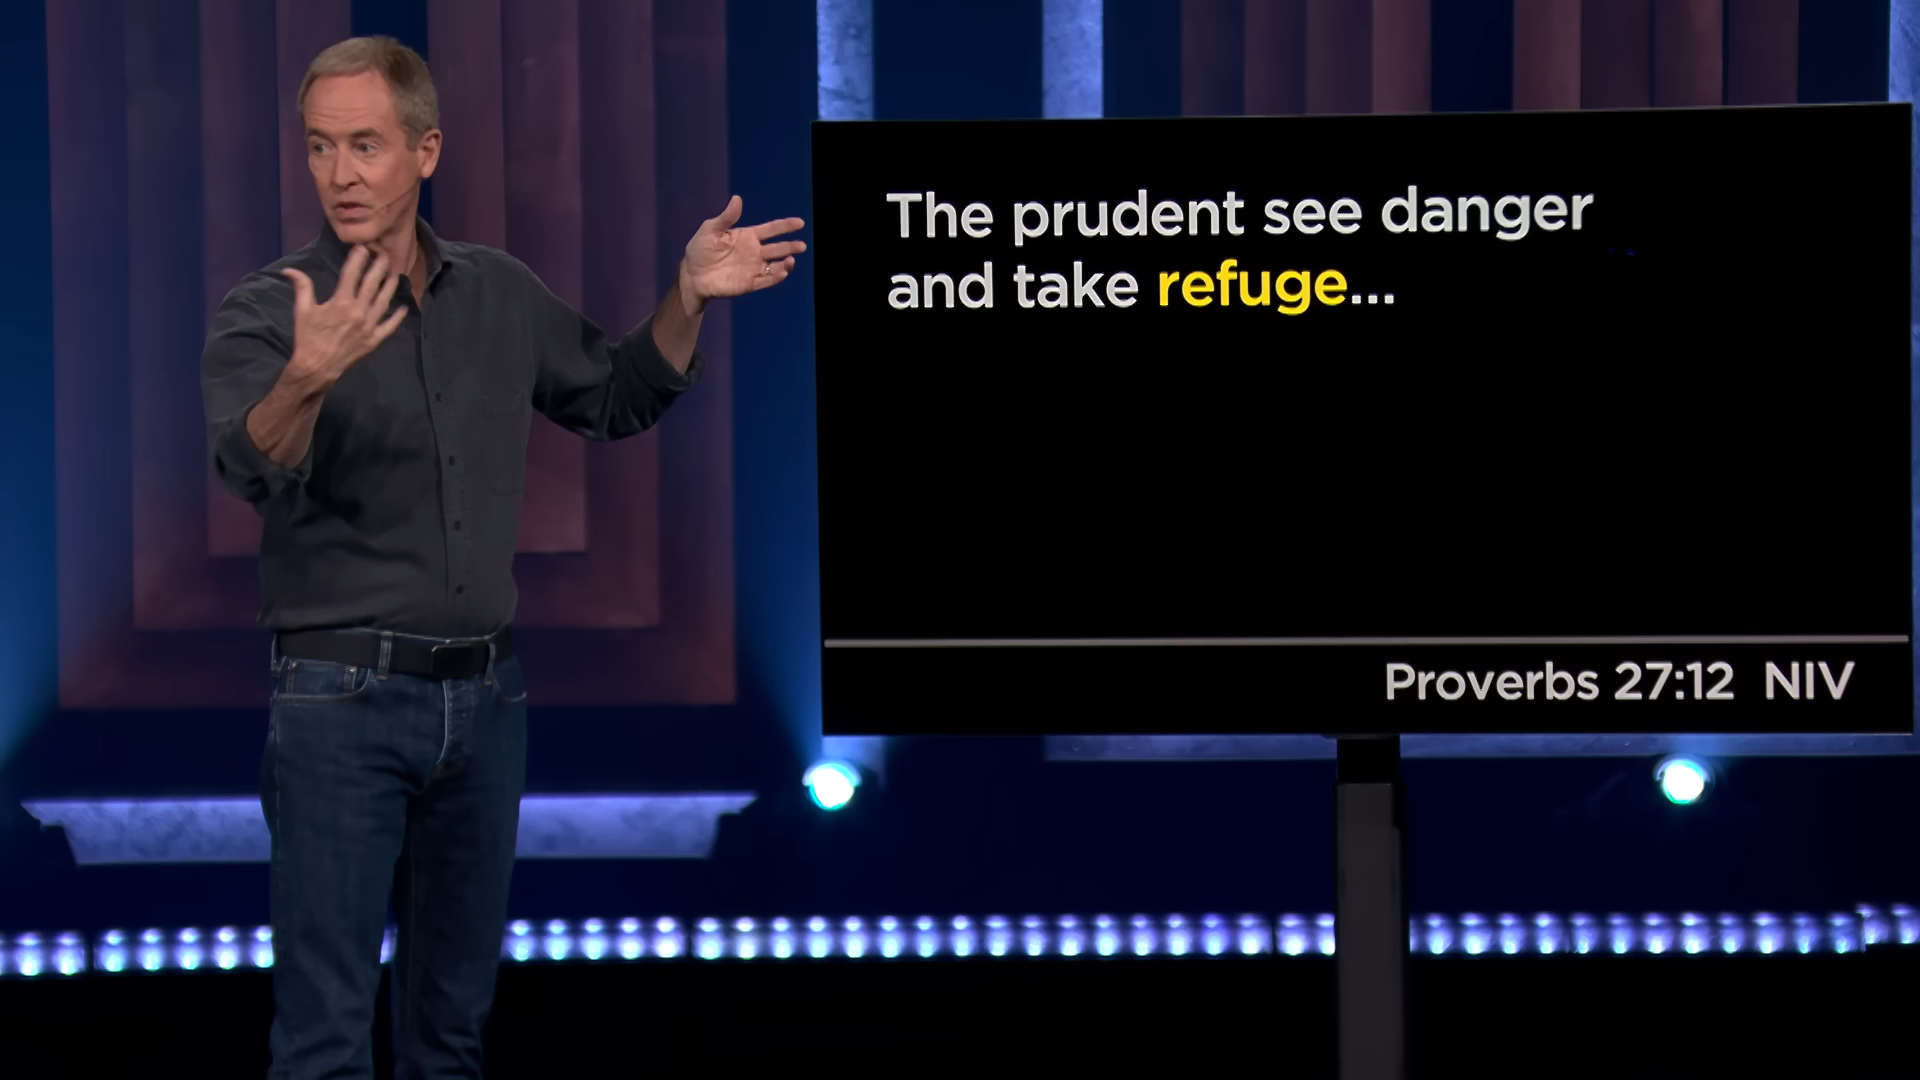 The prudent see danger
and take refuge...
Proverbs 27:12 NIV